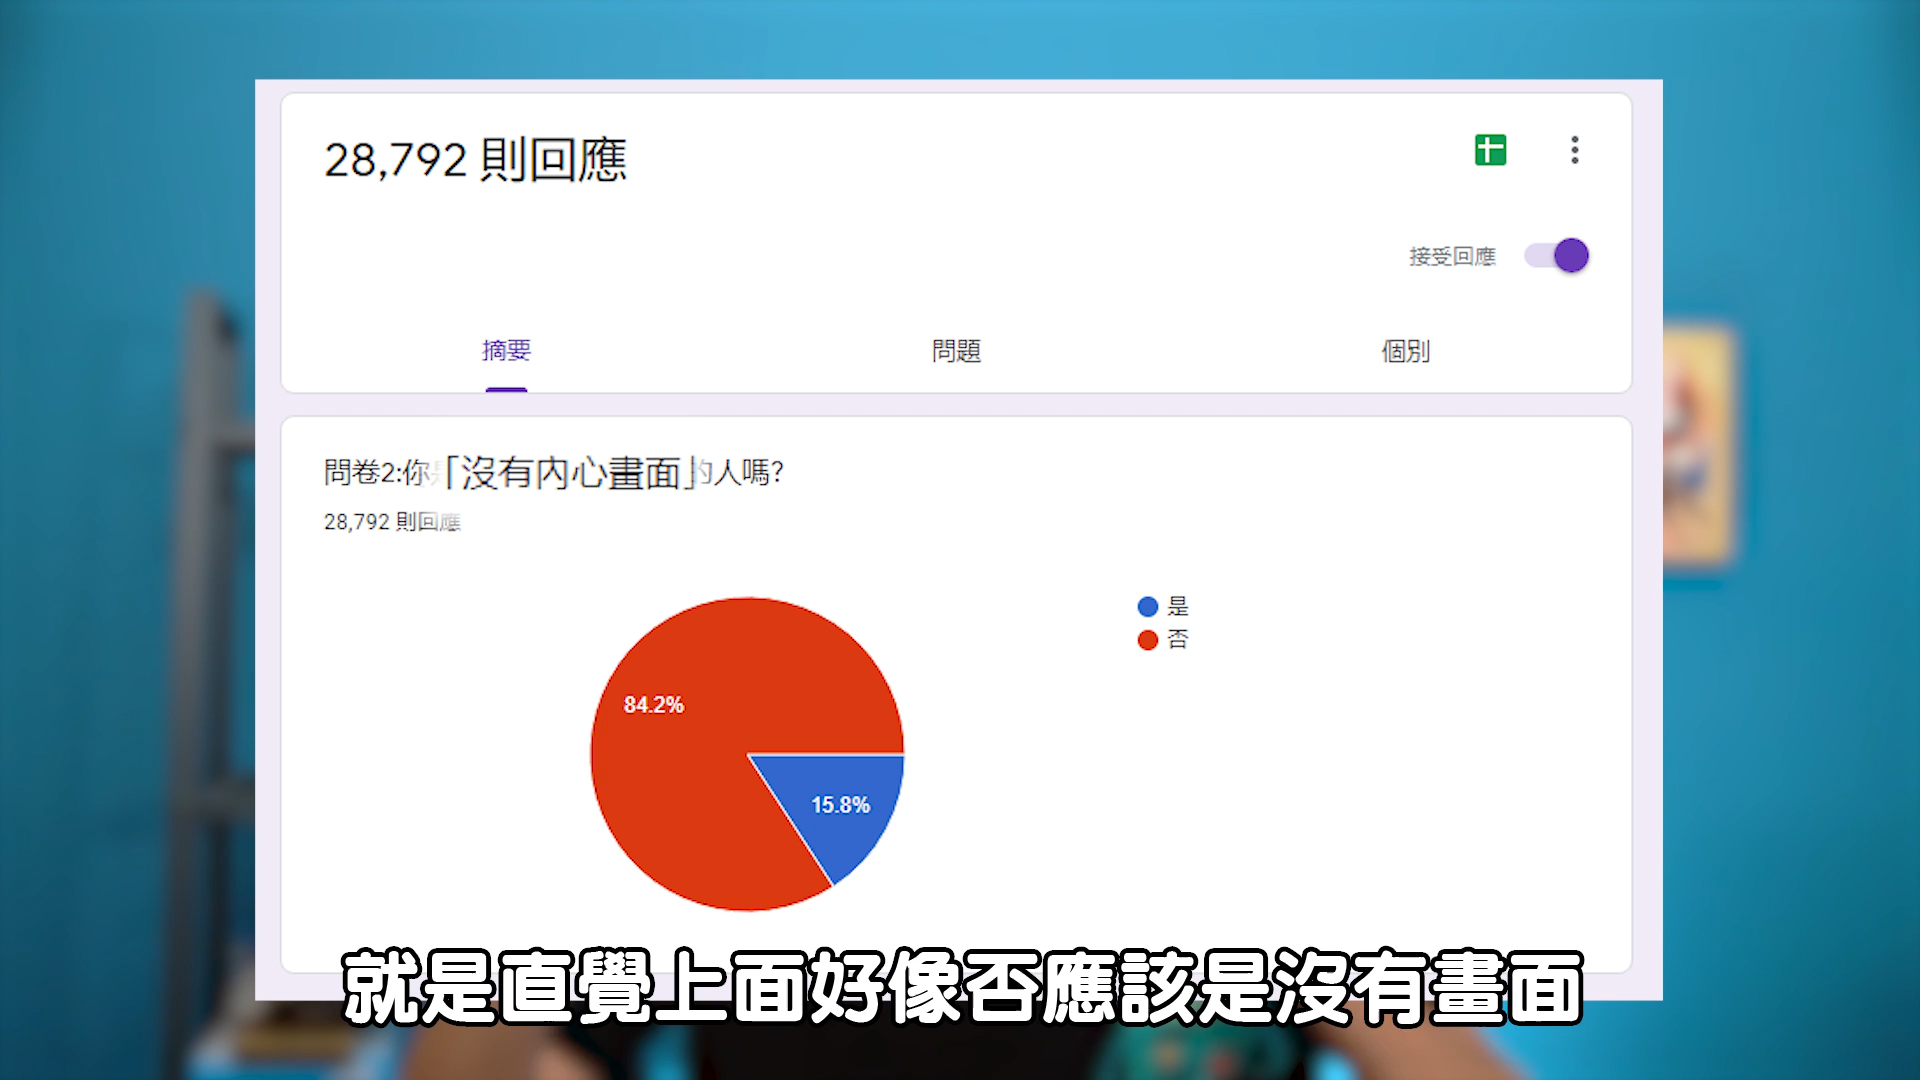 28,792 則回應
接受回應
摘要
問題
個別
問卷2:你是「沒有內心畫面」的人嗎?
28,792 則回應
是
否
84.2%
15.8%
就是直覺上面好像否應該是沒有畫面